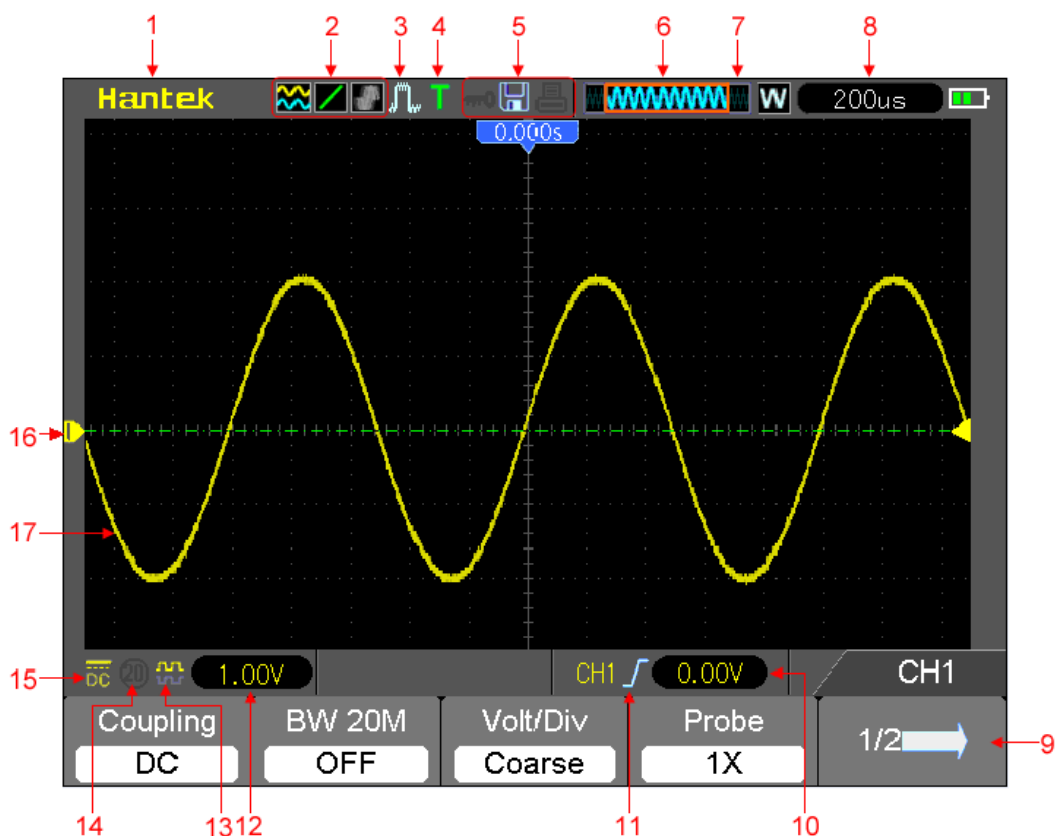 1 2 3 4 5 6 7 8
Hantek T W 200us
0.000s
16
17
15 DC 20 1.00V CH1 0.00V CH1
Coupling BW 20M Volt/Div Probe 1/2 9
DC OFF Coarse 1X
14 13 12 11 10